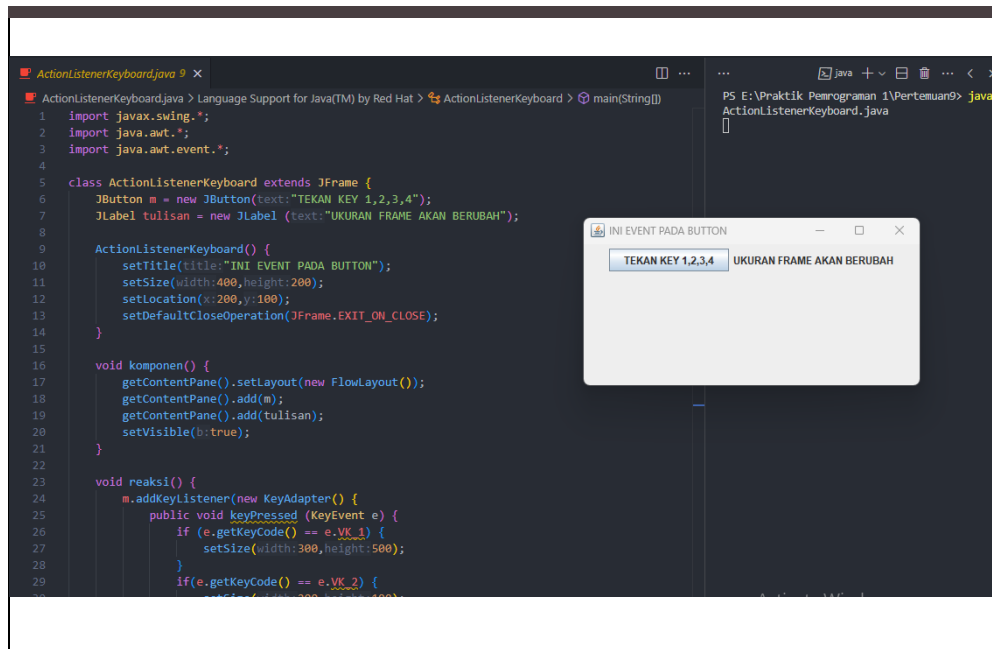 ActionListenerKeyboard.java 9 ×
ActionListenerKeyboard.java > Language Support for Java(TM) by Red Hat > ActionListenerKeyboard > main(String[])
1 import javax.swing.*;
2 import java.awt.*;
3 import java.awt.event.*;
4
5 class ActionListenerKeyboard extends JFrame {
6 JButton m = new JButton(text:"TEKAN KEY 1,2,3,4");
7 JLabel tulisan = new JLabel (text:"UKURAN FRAME AKAN BERUBAH");
8
9 ActionListenerKeyboard() {
10 setTitle(title:"INI EVENT PADA BUTTON");
11 setSize(width:400,height:200);
12 setLocation(x:200,y:100);
13 setDefaultCloseOperation(JFrame.EXIT_ON_CLOSE);
14 }
15
16 void komponen() {
17 getContentPane().setLayout(new FlowLayout());
18 getContentPane().add(m);
19 getContentPane().add(tulisan);
20 setVisible(b:true);
21 }
22
23 void reaksi() {
24 m.addKeyListener(new KeyAdapter() {
25 public void keyPressed (KeyEvent e) {
26 if (e.getKeyCode() == e.VK_1) {
27 setSize(width:300,height:500);
28 }
29 if(e.getKeyCode() == e.VK_2) {
java
PS E:\Praktik Pemrograman 1\Pertemuan9> java
ActionListenerKeyboard.java
INI EVENT PADA BUTTON
TEKAN KEY 1,2,3,4 UKURAN FRAME AKAN BERUBAH